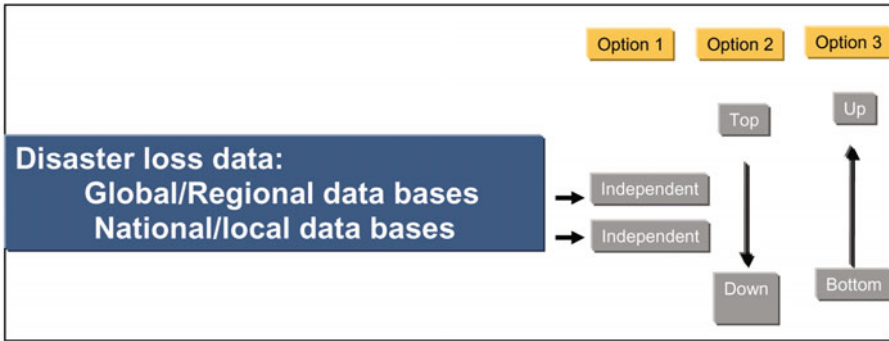 Option 1
Option 2
Option 3
Top
Up
Disaster loss data:
Global/Regional data bases
National/local data bases
Independent
Independent
Down
Bottom